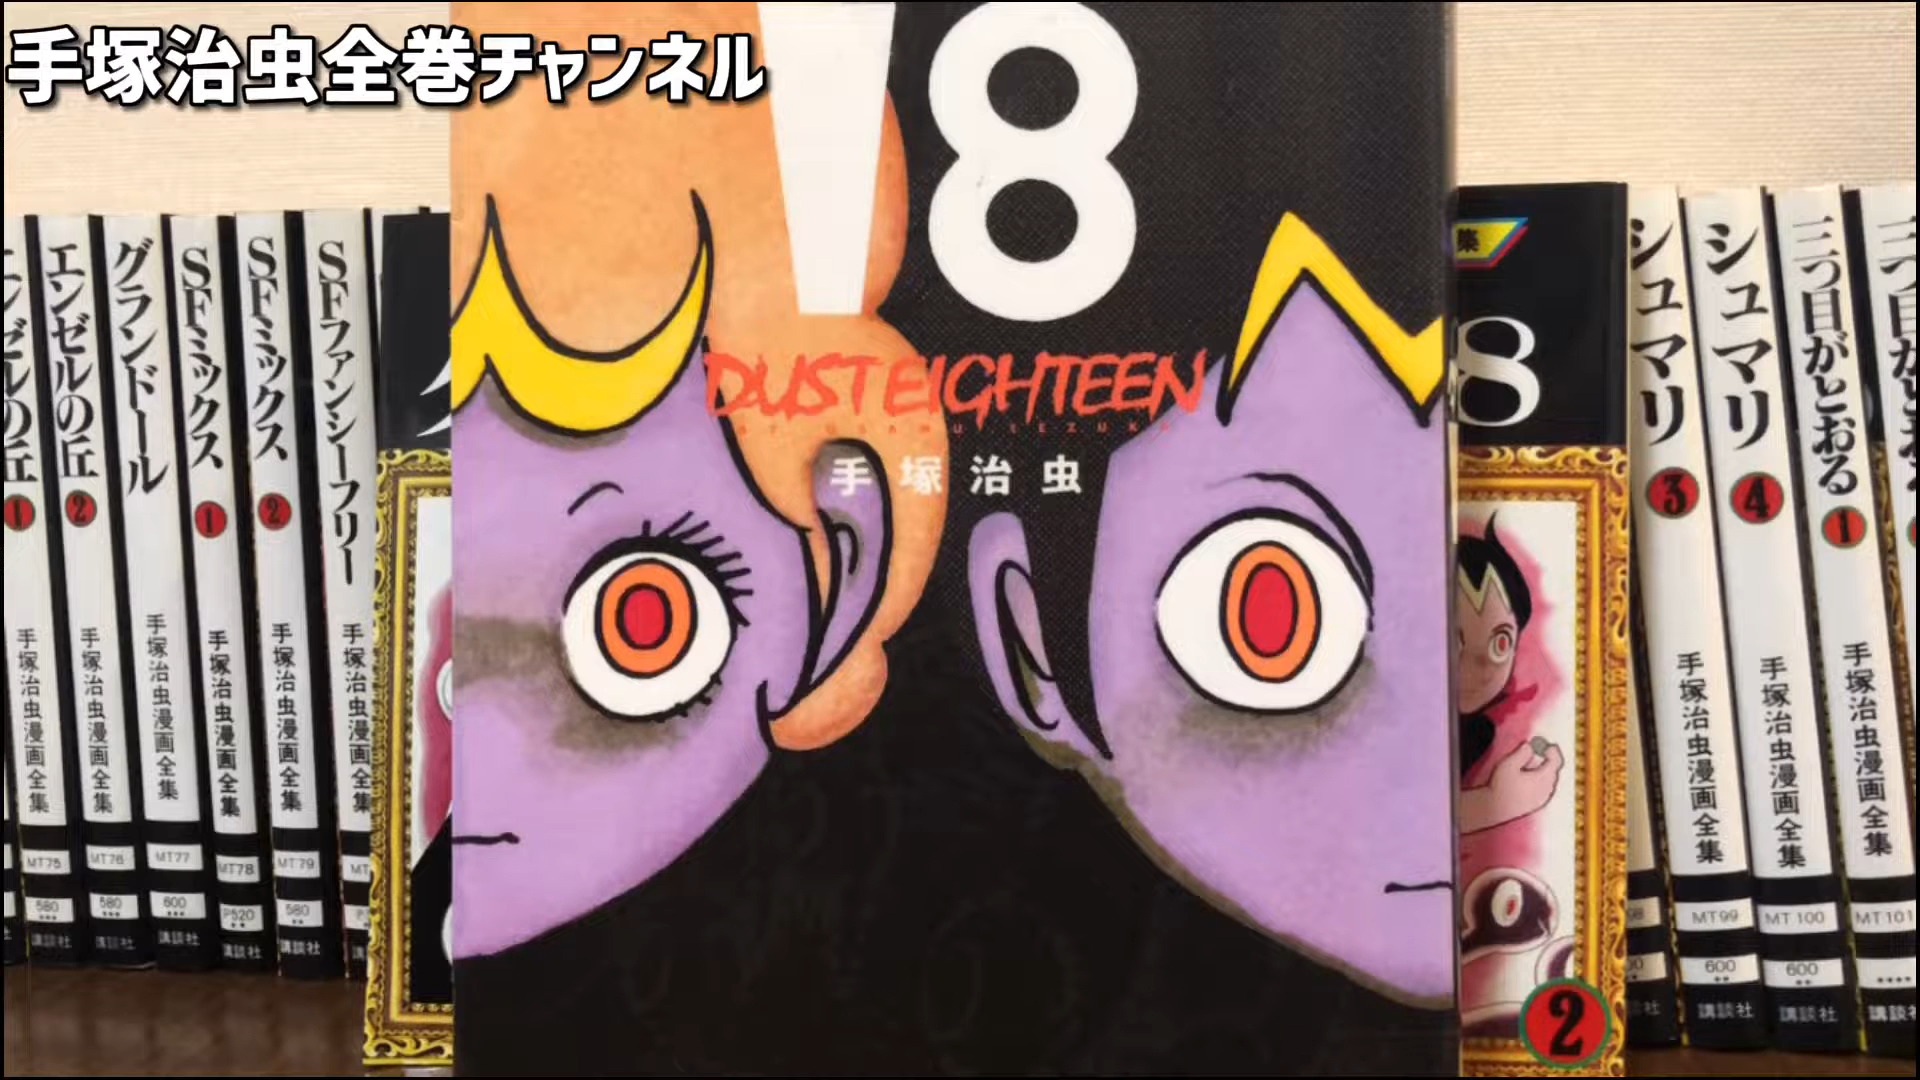 手塚治虫全巻チャンネル
!8
DUST EIGHTEEN
BY OSAMU TEZUKA
手塚治虫
エンゼルの丘
1
手塚治虫漫画全集
MT75
580
講談社
エンゼルの丘
2
手塚治虫漫画全集
MT76
580
講談社
グランドール
手塚治虫漫画全集
MT77
600
講談社
SFミックス
1
手塚治虫漫画全集
MT78
P520
講談社
SFミックス
2
手塚治虫漫画全集
MT79
580
講談社
SFファンシーフリー
手塚治虫漫画全集
MT
集
8
2
シュマリ
3
手塚治虫漫画全集
MT99
600
講談社
シュマリ
4
手塚治虫漫画全集
MT100
600
講談社
三つ目がとおる
1
手塚治虫漫画全集
MT101
講談社